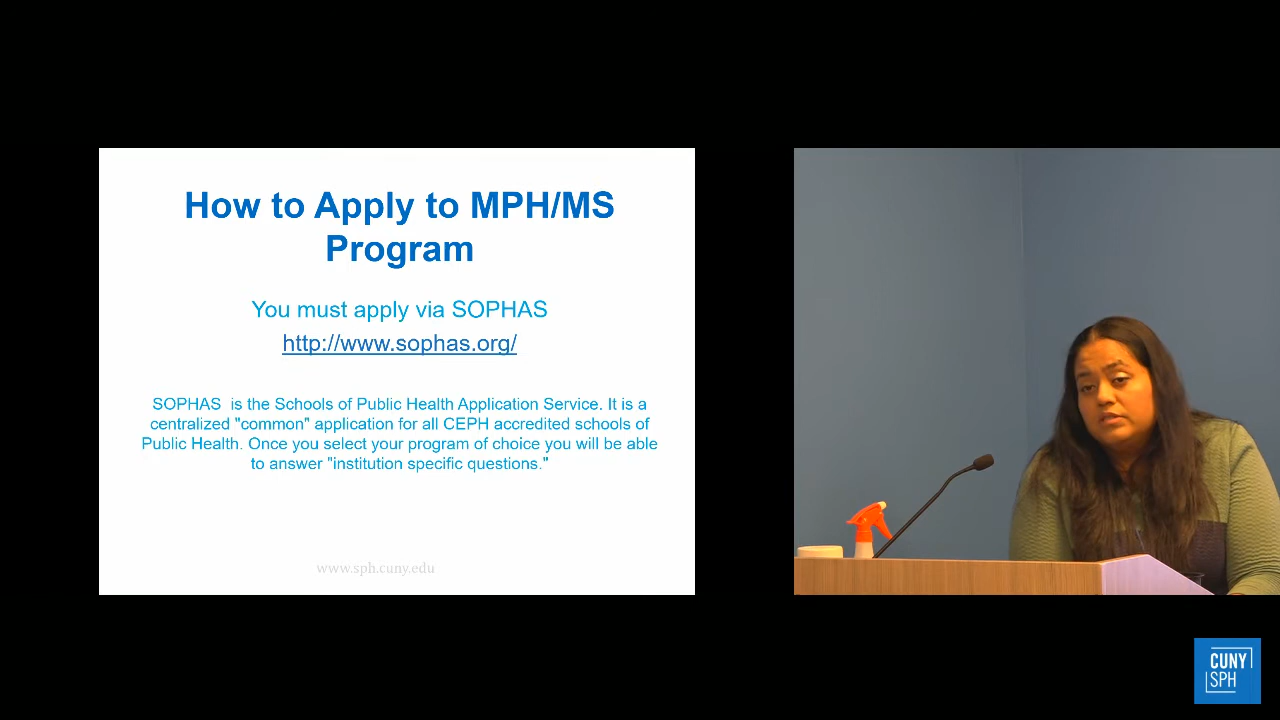 How to Apply to MPH/MS
Program
You must apply via SOPHAS
http://www.sophas.org/
SOPHAS  is the Schools of Public Health Application Service. It is a
centralized "common" application for all CEPH accredited schools of
Public Health. Once you select your program of choice you will be able
to answer "institution specific questions."
www.sph.cuny.edu
CUNY
SPH